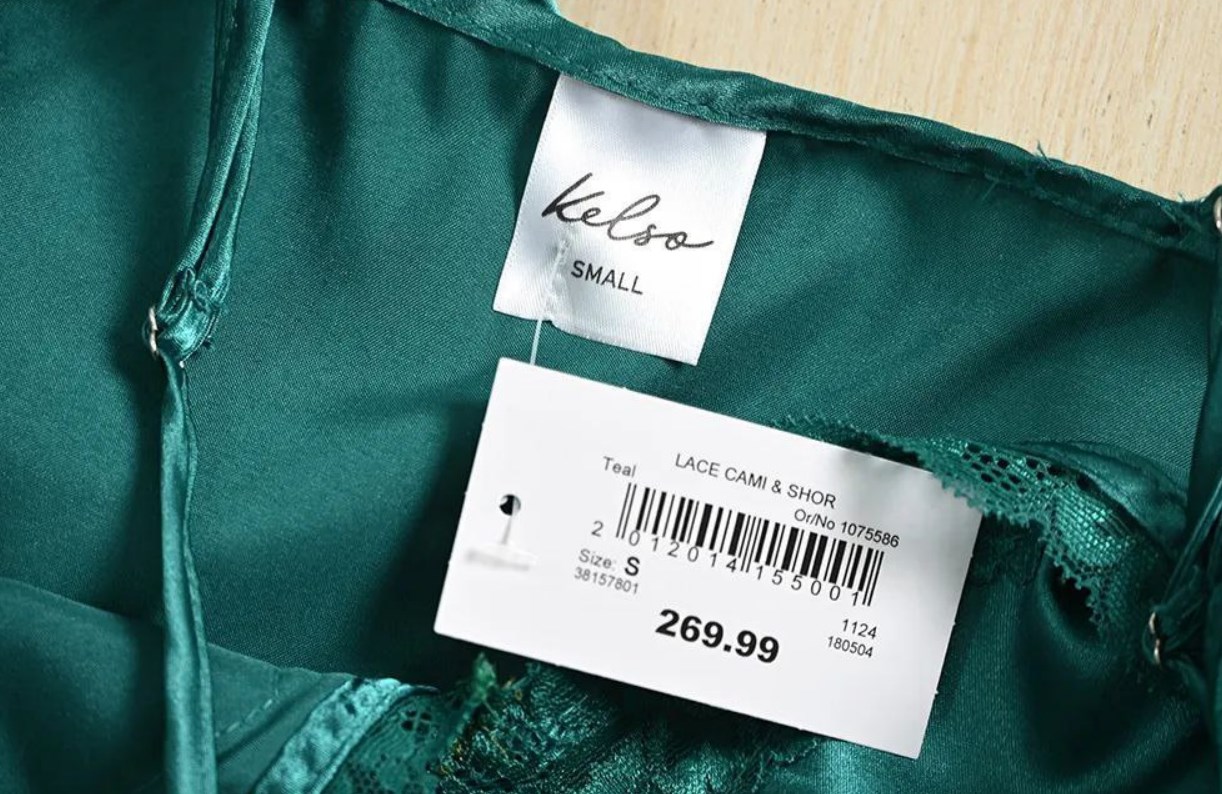 Kelso
SMALL
LACE CAMI & SHOR
Teal
Or/No 1075586
2 012014 155001
Size: S
38157801
269.99
1124
180504